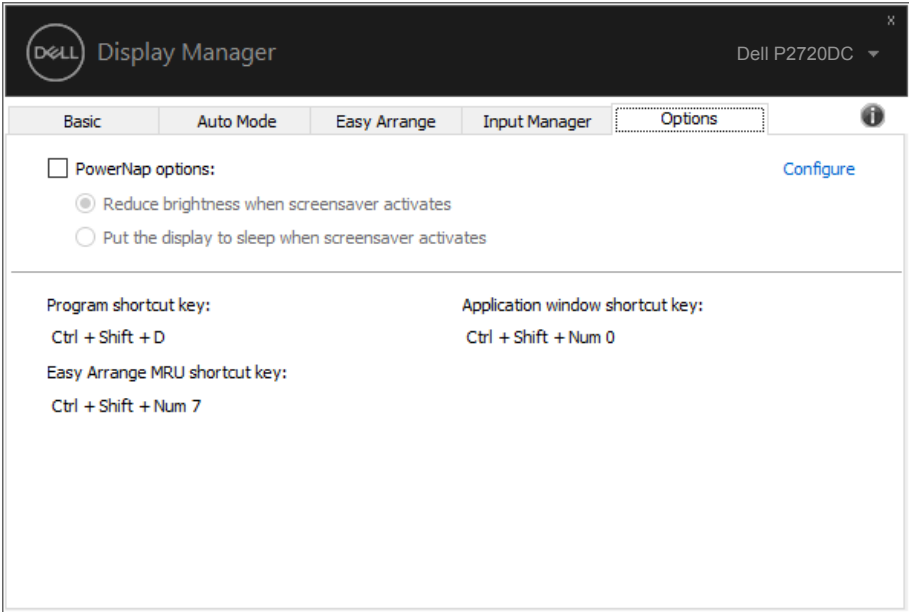 x
DELL Display Manager Dell P2720DC
Basic Auto Mode Easy Arrange Input Manager Options i
PowerNap options: Configure
Reduce brightness when screensaver activates
Put the display to sleep when screensaver activates
Program shortcut key: Application window shortcut key:
Ctrl + Shift + D Ctrl + Shift + Num 0
Easy Arrange MRU shortcut key:
Ctrl + Shift + Num 7